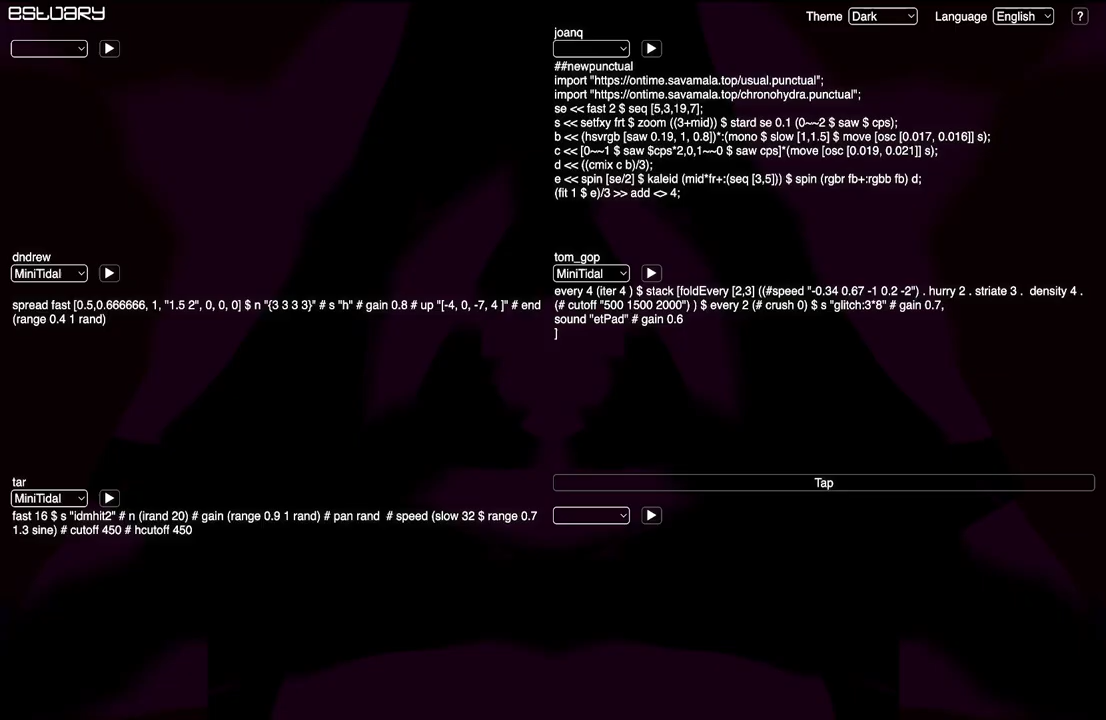 estuary
Theme Dark Language English ?
joanq
##newpunctual
import "https://ontime.savamala.top/usual.punctual";
import "https://ontime.savamala.top/chronohydra.punctual";
se << fast 2 $ seq [5,3,19,7];
s << setfxy frt $ zoom ((3+mid)) $ stard se 0.1 (0~~2 $ saw $ cps);
b << (hsvrgb [saw 0.19, 1, 0.8])*:(mono $ slow [1,1.5] $ move [osc [0.017, 0.016]] s);
c << [0~~1 $ saw $cps*2,0,1~~0 $ saw cps]*(move [osc [0.019, 0.021]] s);
d << ((cmix c b)/3);
e << spin [se/2] $ kaleid (mid*fr+:(seq [3,5])) $ spin (rgbr fb+:rgbb fb) d;
(fit 1 $ e)/3 >> add <> 4;
dndrew
MiniTidal
spread fast [0.5,0.666666, 1, "1.5 2", 0, 0, 0] $ n "{3 3 3 3}" # s "h" # gain 0.8 # up "[-4, 0, -7, 4 ]" # end
(range 0.4 1 rand)
tom_gop
MiniTidal
every 4 (iter 4 ) $ stack [foldEvery [2,3] ((#speed "-0.34 0.67 -1 0.2 -2") . hurry 2 . striate 3 . density 4 .
(# cutoff "500 1500 2000") ) $ every 2 (# crush 0) $ s "glitch:3*8" # gain 0.7,
sound "etPad" # gain 0.6
]
tar
MiniTidal
fast 16 $ s "idmhit2" # n (irand 20) # gain (range 0.9 1 rand) # pan rand # speed (slow 32 $ range 0.7
1.3 sine) # cutoff 450 # hcutoff 450
Tap